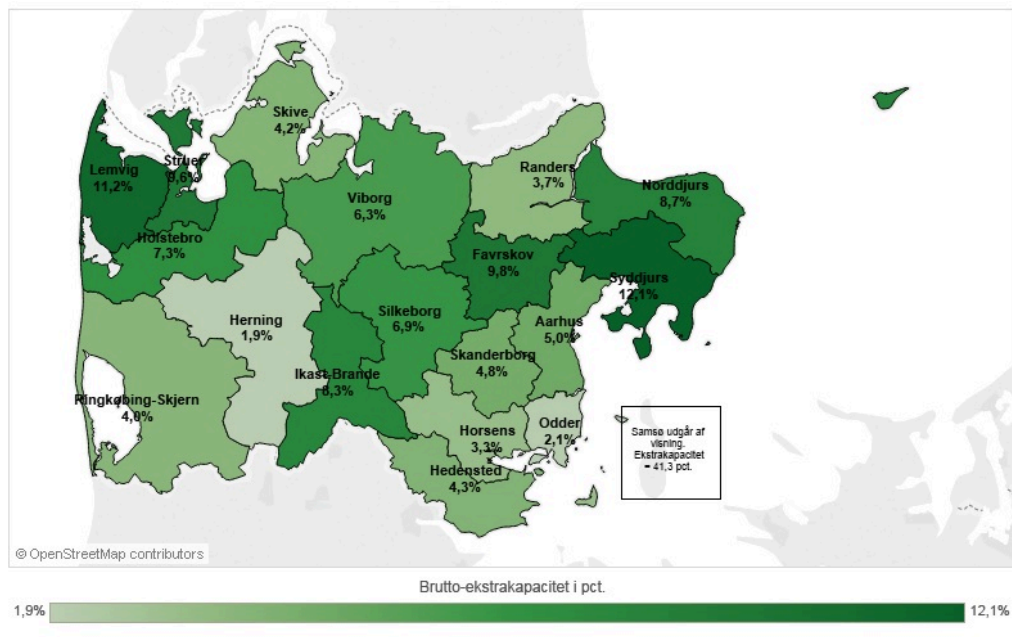 Skive
4,2%
Lemvig
11,2%
Struer
9,6%
Randers
3,7%
Norddjurs
8,7%
Viborg
6,3%
Holstebro
7,3%
Favrskov
9,8%
Syddjurs
12,1%
Herning
1,9%
Silkeborg
6,9%
Aarhus
5,0%
Skanderborg
4,8%
Ikast-Brande
8,3%
Ringkøbing-Skjern
4,0%
Horsens
3,3%
Odder
2,1%
Hedensted
4,3%
Samsø udgår af
visning.
Ekstrakapacitet
= 41,3 pct.
© OpenStreetMap contributors
Brutto-ekstrakapacitet i pct.
1,9%
12,1%